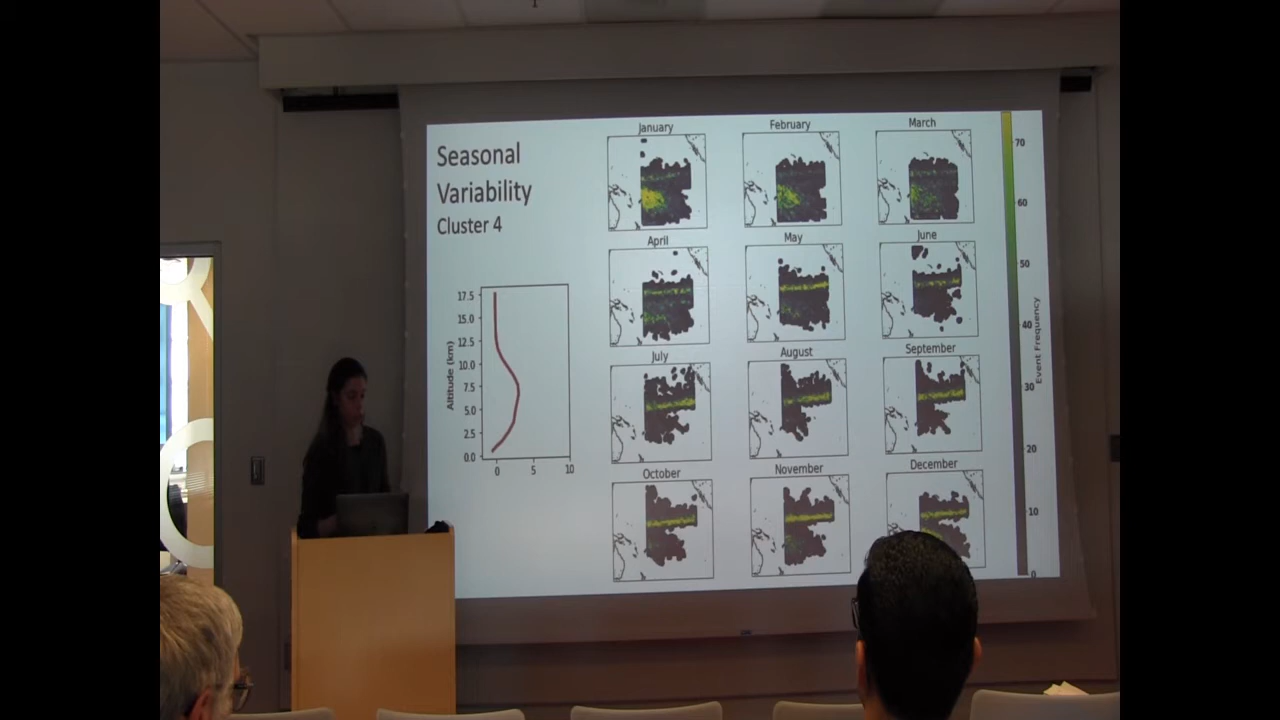 Seasonal
Variability
Cluster 4
January
February
March
April
May
June
July
August
September
October
November
December
17.5
15.0
12.5
10.0
7.5
5.0
2.5
0.0
Altitude (km)
0
5
10
70
60
50
40
30
20
10
0
Event Frequency